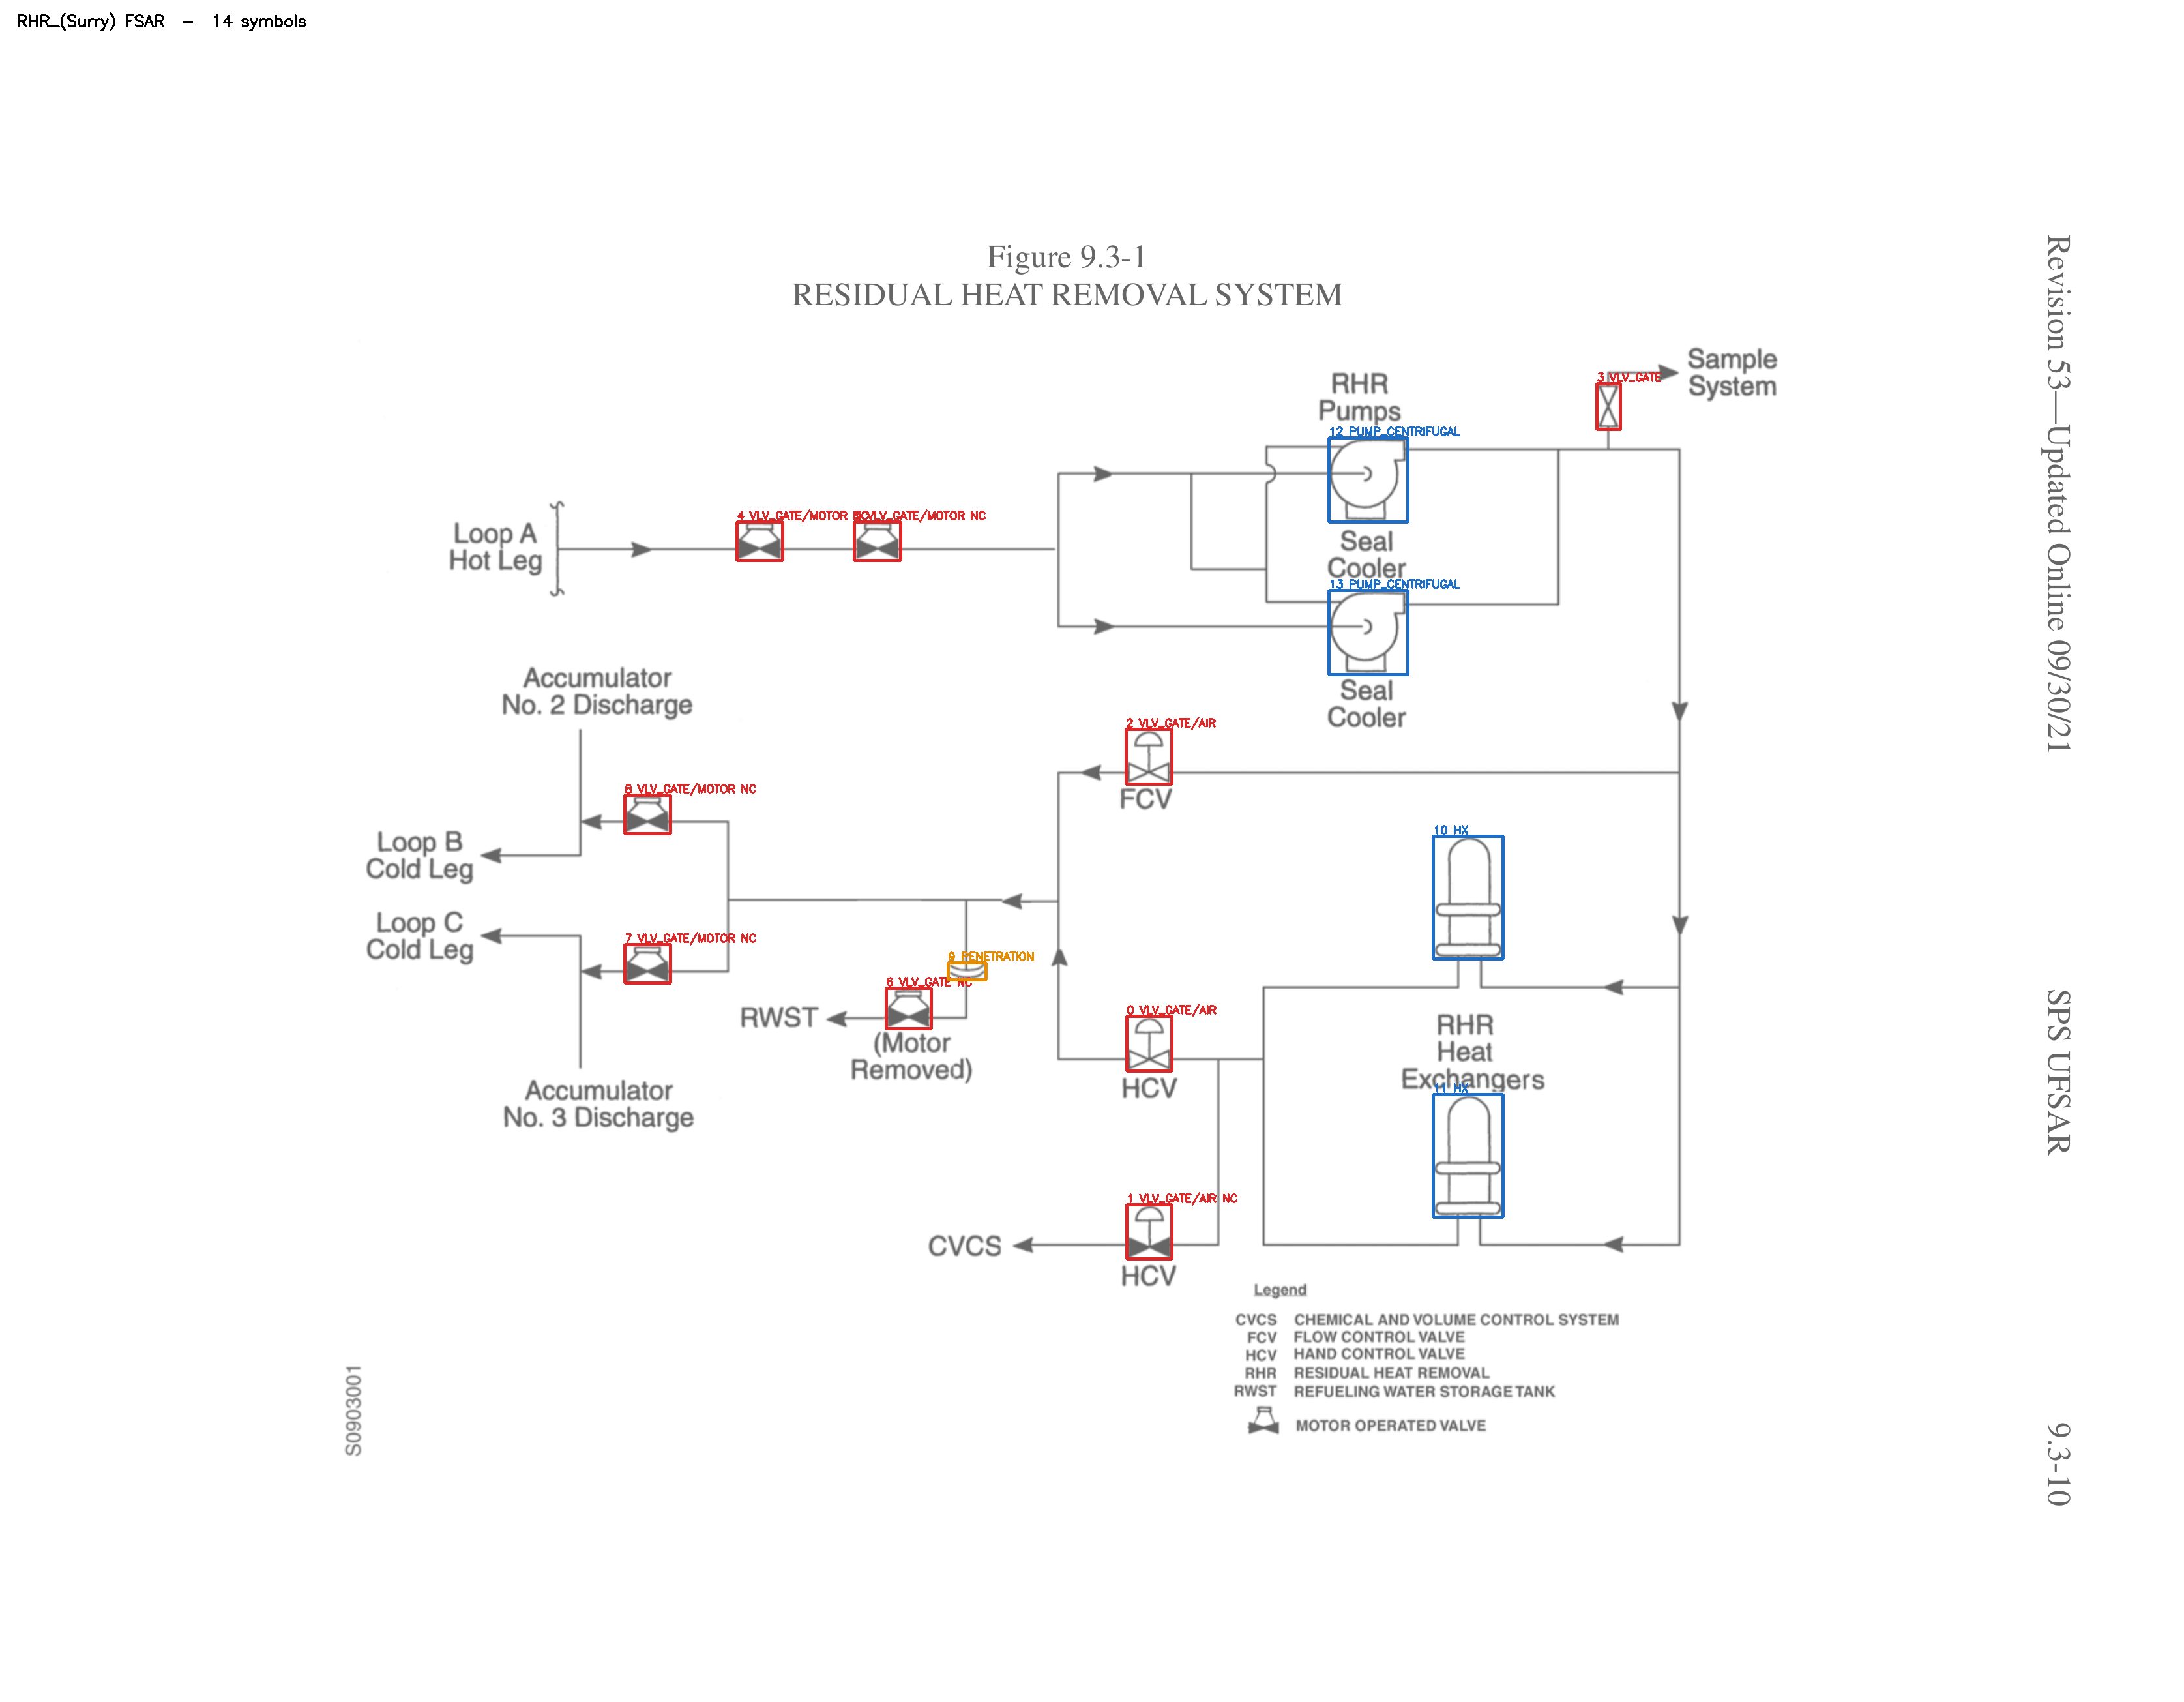 RHR_(Surry) FSAR – 14 symbols
Figure 9.3-1
RESIDUAL HEAT REMOVAL SYSTEM
Sample
System
3 VLV_GATE
RHR
Pumps
12 PUMP_CENTRIFUGAL
Loop A
Hot Leg
4 VLV_GATE/MOTOR
VLV_GATE/MOTOR NC
Seal
Cooler
13 PUMP_CENTRIFUGAL
Seal
Cooler
Accumulator
No. 2 Discharge
2 VLV_GATE/AIR
FCV
8 VLV_GATE/MOTOR NC
Loop B
Cold Leg
10 HX
Loop C
Cold Leg
7 VLV_GATE/MOTOR NC
9 PENETRATION
6 VLV_GATE NC
RWST
(Motor
Removed)
0 VLV_GATE/AIR
HCV
RHR
Heat
Exchangers
11 HX
Accumulator
No. 3 Discharge
1 VLV_GATE/AIR NC
CVCS
HCV
Legend
CVCS CHEMICAL AND VOLUME CONTROL SYSTEM
FCV FLOW CONTROL VALVE
HCV HAND CONTROL VALVE
RHR RESIDUAL HEAT REMOVAL
RWST REFUELING WATER STORAGE TANK
MOTOR OPERATED VALVE
S0903001
Revision 53—Updated Online 09/30/21
SPS UFSAR
9.3-10